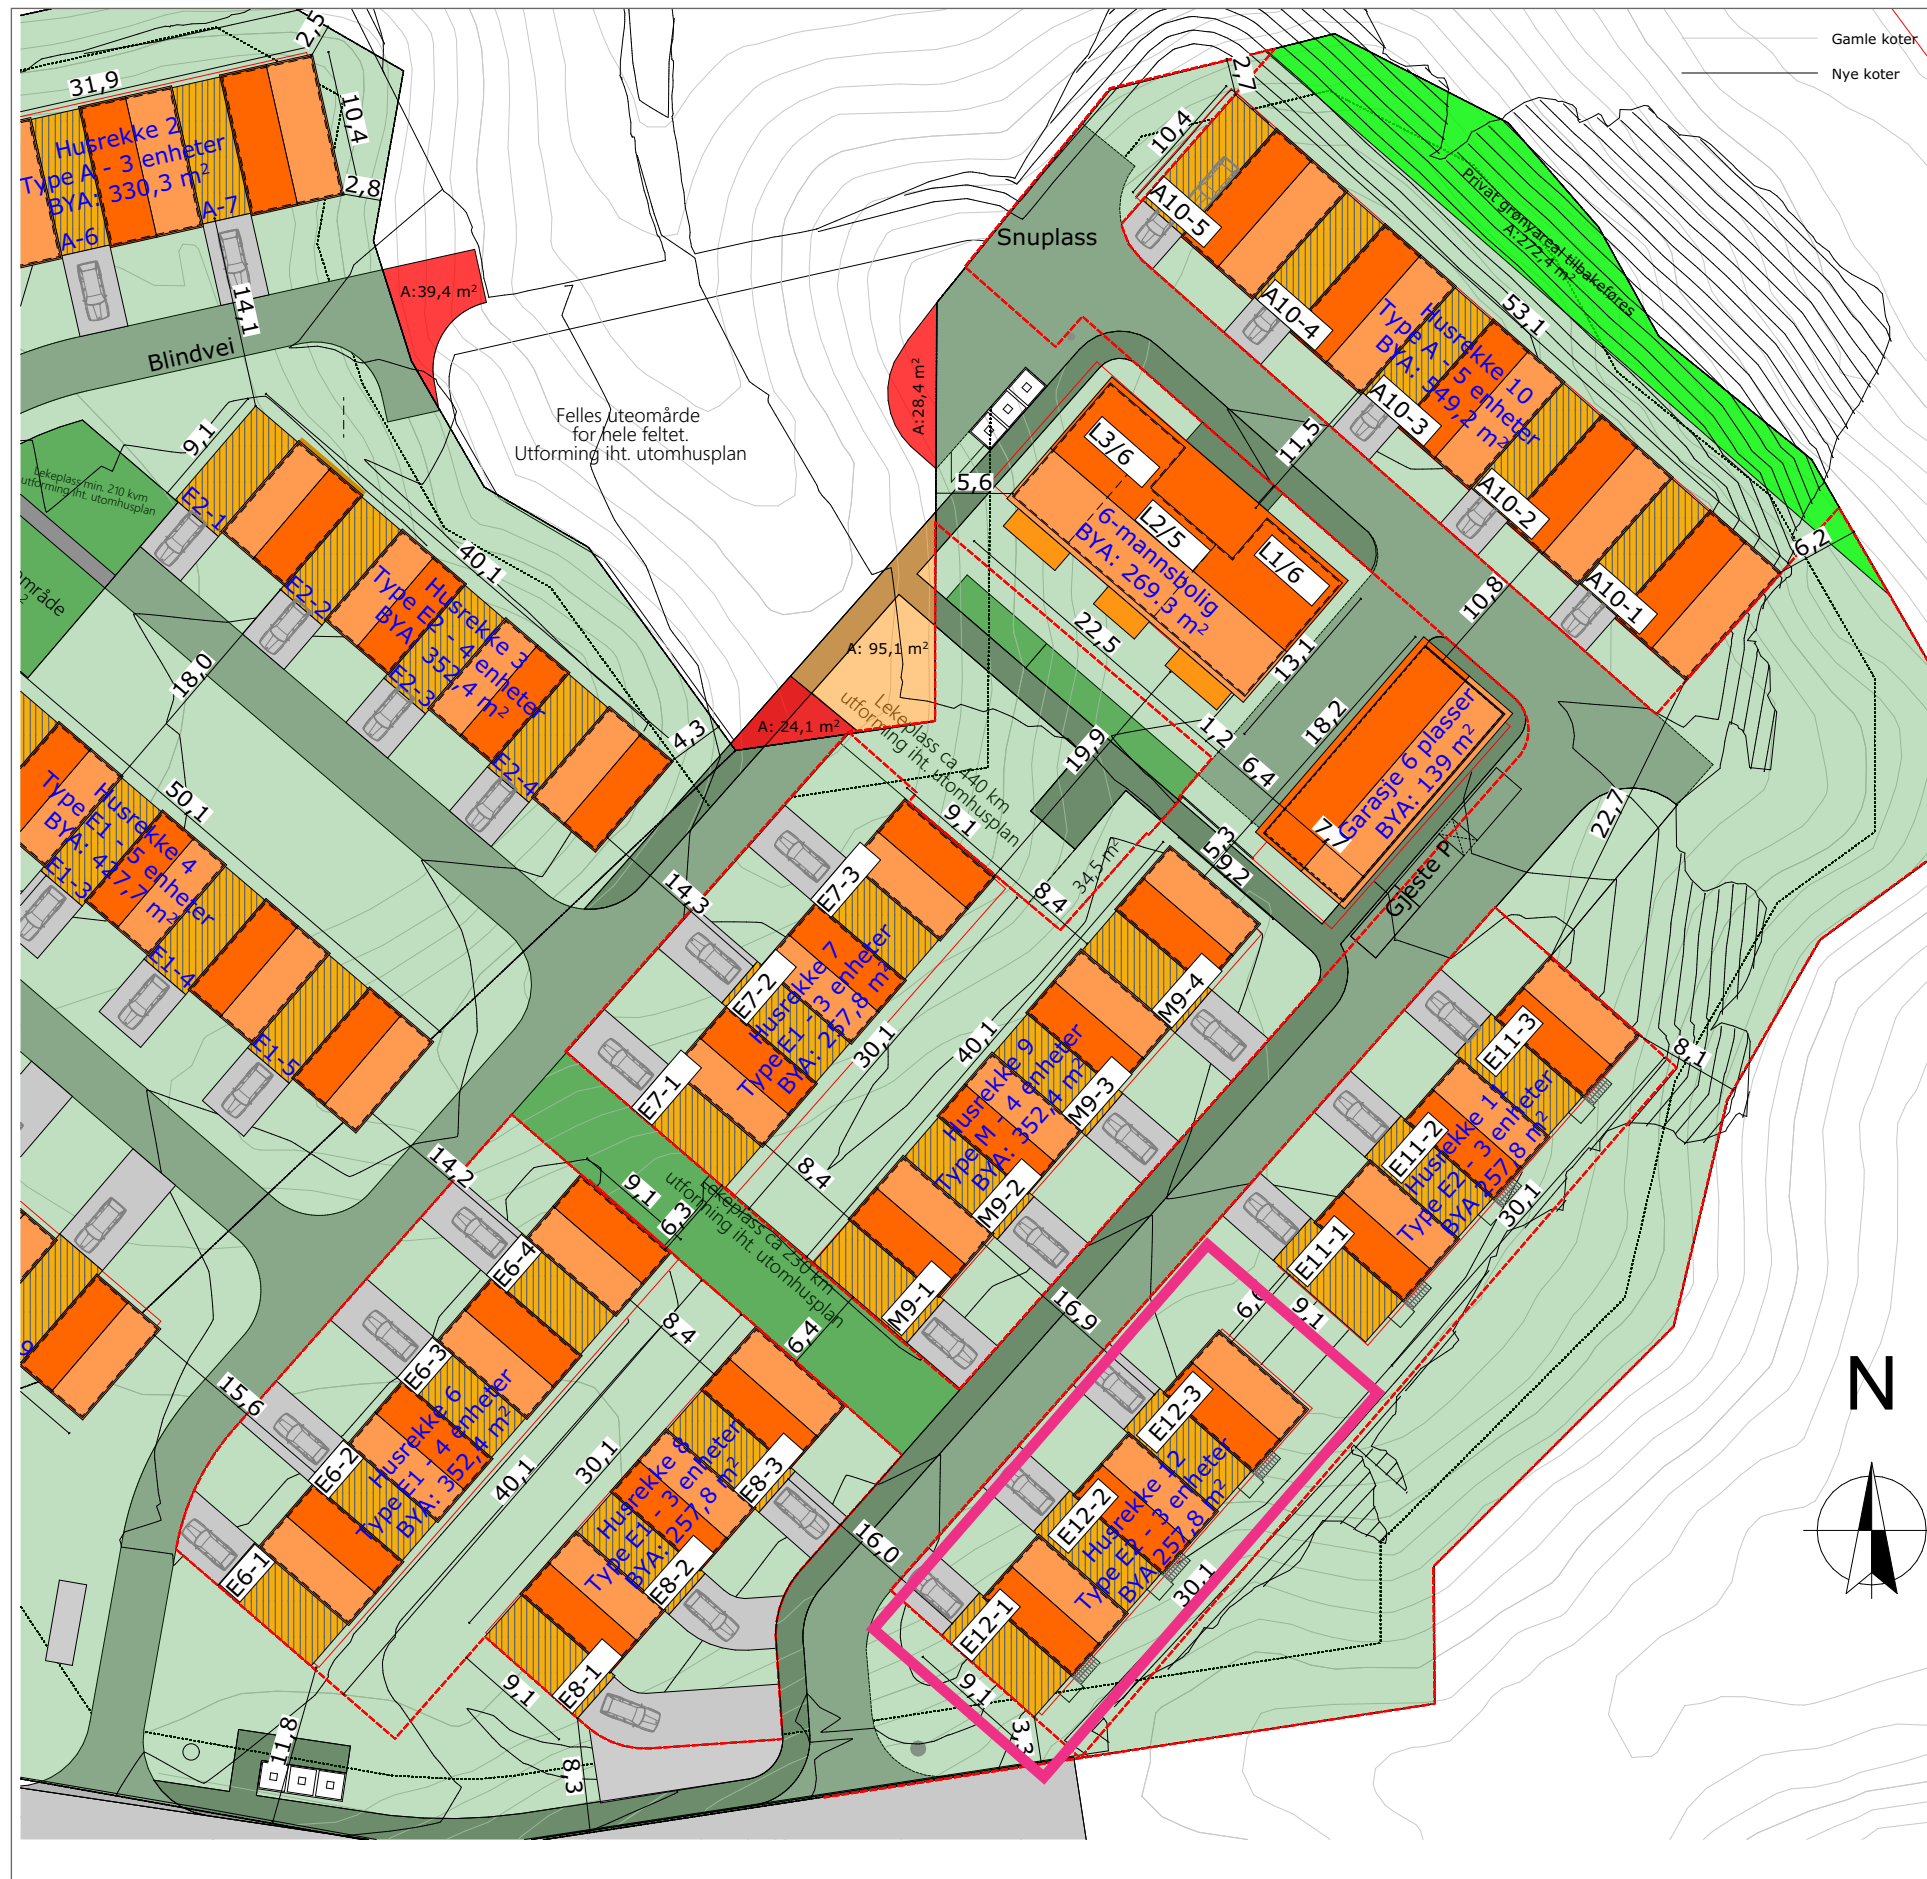 Gamle koter
Nye koter
2,5
31,9
10,4
Husrekke 2
Type A - 3 enheter
BYA: 330,3 m²
A-7
A-6
2,8
14,1
Blindvei
A:39,4 m²
Felles uteområrde
for hele feltet.
Utforming iht. utomhusplan
A:28,4 m²
Snuplass
2,7
10,4
A10-5
A10-4
A10-3
A10-2
A10-1
Husrekke 10
Type A - 5 enheter
BYA: 549,2 m²
53,1
Privat grønyareal tilbakeføres
A:272,4 m²
6,2
11,5
10,8
5,6
L3/6
L2/5
L1/6
6-mannsbolig
BYA: 269.3 m²
22,5
13,1
1,2
6,4
18,2
Garasje 6 plasser
BYA: 139 m²
7,7
Gjeste P
22,7
19,9
5,3
59,2
A: 95,1 m²
A: 24,1 m²
Lekeplass ca 440 km
utforming iht. utomhusplan
34,5 m²
9,1
8,4
9,1
Lekeplass min. 210 kvm
utforming iht. utomhusplan
område
E2-1
E2-2
E2-3
E2-4
Husrekke 3
Type E2 - 4 enheter
BYA 352,4 m²
40,1
4,3
18,0
50,1
Husrekke 4
Type E1 - 5 enheter
BYA: 427,7 m²
E1-3
E1-4
E1-5
14,3
E7-3
E7-2
E7-1
Husrekke 7
Type E1 - 3 enheter
BYA: 257,8 m²
30,1
40,1
M9-4
M9-3
M9-2
M9-1
Husrekke 9
Type M - 4 enheter
BYA: 352,4 m²
8,4
E11-3
E11-2
E11-1
Husrekke 11
Type E2 - 3 enheter
BYA 257,8 m²
8,1
30,1
9,1
14,2
9,1
6,3
Lekeplass ca 230 km
utforming iht. utomhusplan
6,4
8,4
16,9
E6-4
E6-3
E6-2
E6-1
Husrekke 6
Type E1 - 4 enheter
BYA: 352,4 m²
40,1
15,6
30,1
Husrekke 8
Type E1 - 3 enheter
BYA: 257,8 m²
E8-3
E8-2
E8-1
9,1
16,0
E12-3
E12-2
E12-1
Husrekke 12
Type E2 - 3 enheter
BYA 257,8 m²
30,1
9,1
3,3
11,8
8,3
N